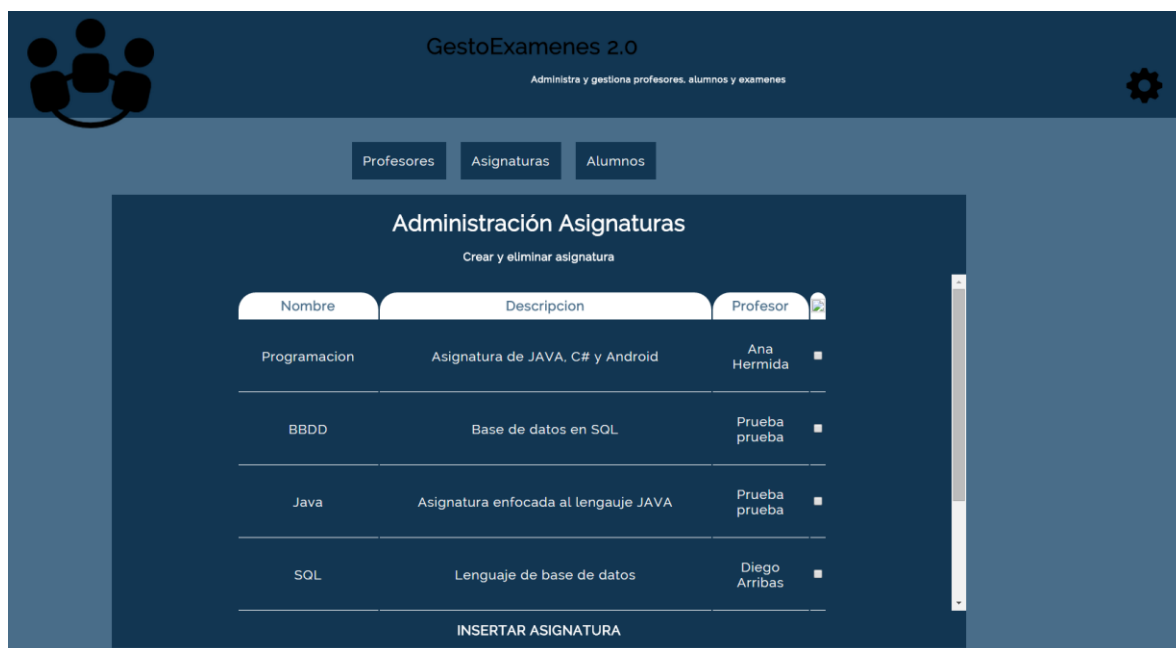 GestoExamenes 2.0
Administra y gestiona profesores, alumnos y examenes
Profesores Asignaturas Alumnos
Administración Asignaturas
Crear y eliminar asignatura
Nombre Descripcion Profesor
Programacion Asignatura de JAVA, C# y Android Ana
Hermida
BBDD Base de datos en SQL Prueba
prueba
Java Asignatura enfocada al lengauje JAVA Prueba
prueba
SQL Lenguaje de base de datos Diego
Arribas
INSERTAR ASIGNATURA